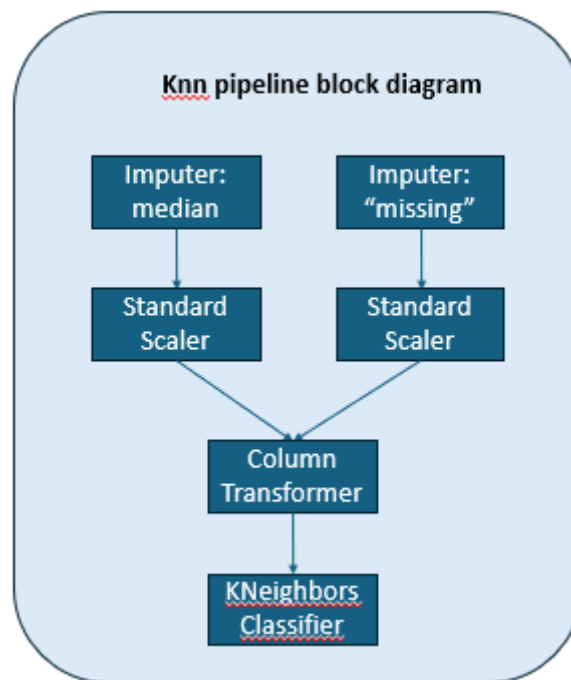 Knn pipeline block diagram
Imputer:
median
Imputer:
“missing”
Standard
Scaler
Standard
Scaler
Column
Transformer
KNeighbors
Classifier